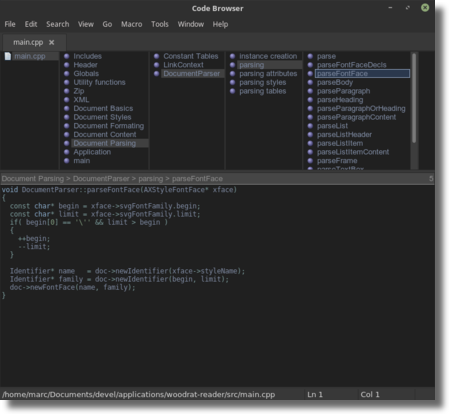 Code Browser
File Edit Search View Go Macro Tools Window Help
main.cpp
main.cpp
Includes
Header
Globals
Utility functions
Zip
XML
Document Basics
Document Styles
Document Formating
Document Content
Document Parsing
Application
main
Constant Tables
LinkContext
DocumentParser
instance creation
parsing
parsing attributes
parsing styles
parsing tables
parse
parseFontFaceDecls
parseFontFace
parseBody
parseParagraph
parseHeading
parseParagraphOrHeading
parseParagraphContent
parseList
parseListHeader
parseListItem
parseListItemContent
parseFrame
parseTextBox
Document Parsing > DocumentParser > parsing > parseFontFace 5
void DocumentParser::parseFontFace(AXStyleFontFace* xface)
{
  const char* begin = xface->svgFontFamily.begin;
  const char* limit = xface->svgFontFamily.limit;
  if( begin[0] == '\'' && limit > begin )
  {
    ++begin;
    --limit;
  }
  Identifier* name   = doc->newIdentifier(xface->styleName);
  Identifier* family = doc->newIdentifier(begin, limit);
  doc->newFontFace(name, family);
}
/home/marc/Documents/devel/applications/woodrat-reader/src/main.cpp Ln 1 Col 1